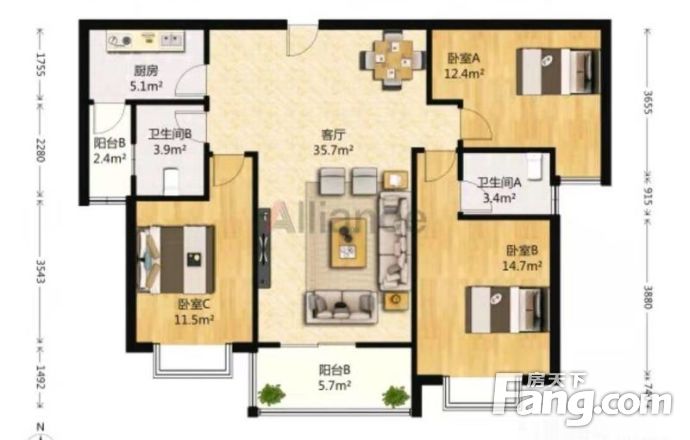 厨房
5.1m²
卧室A
12.4m²
阳台B
2.4m²
卫生间B
3.9m²
客厅
35.7m²
卫生间A
3.4m²
Alliance
卧室B
14.7m²
卧室C
11.5m²
阳台B
5.7m²
1755
2280
3543
1492
3655
915
3880
房天下
Fang.com